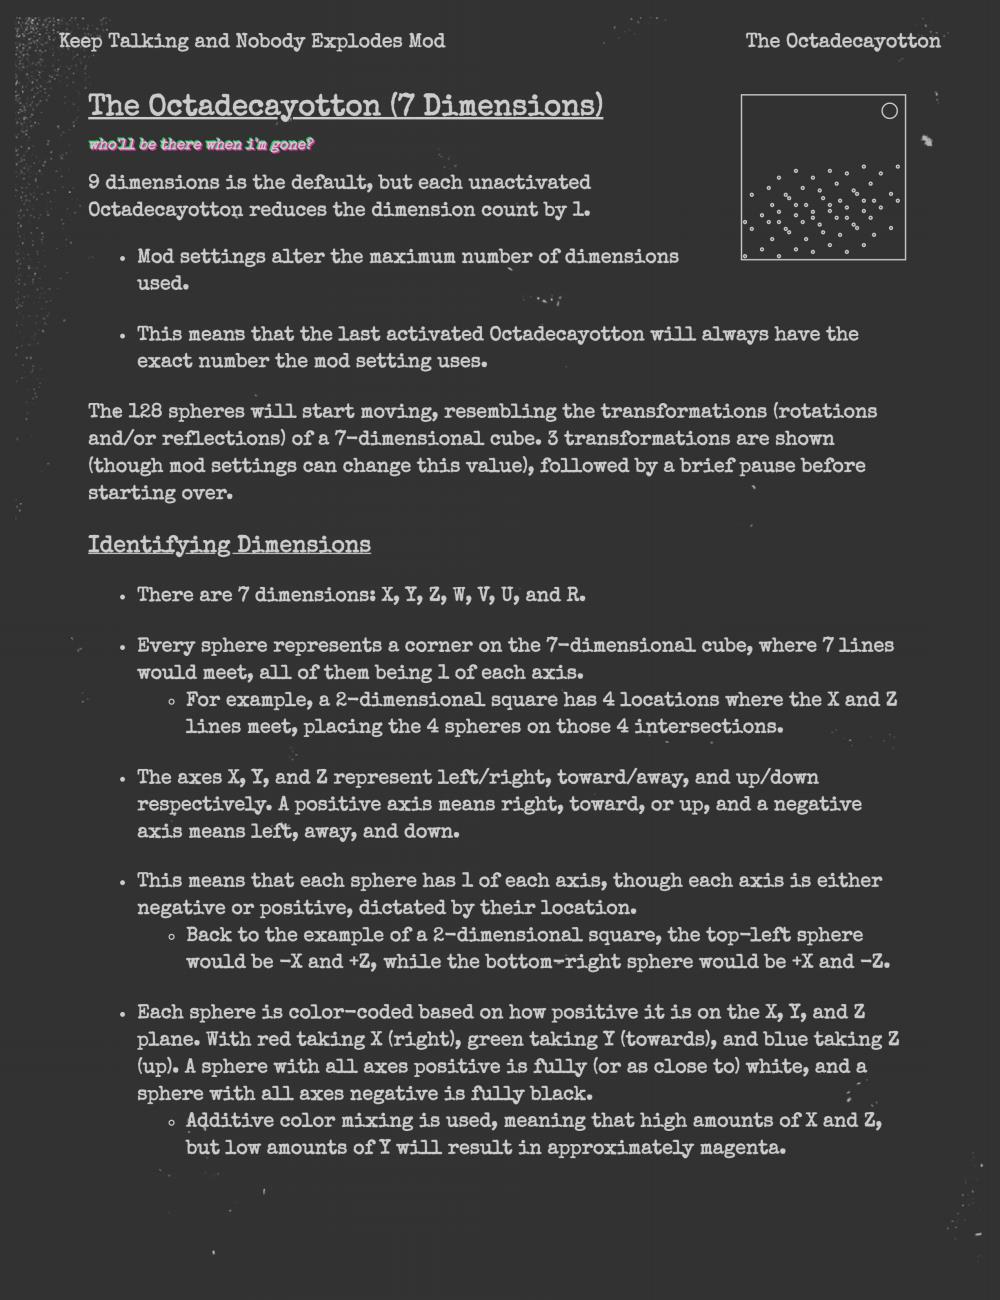 Keep Talking and Nobody Explodes Mod
The Octadecayotton
The Octadecayotton (7 Dimensions)
who'll be there when i'm gone?
9 dimensions is the default, but each unactivated
Octadecayotton reduces the dimension count by 1.
• Mod settings alter the maximum number of dimensions
used.
• This means that the last activated Octadecayotton will always have the
exact number the mod setting uses.
The 128 spheres will start moving, resembling the transformations (rotations
and/or reflections) of a 7-dimensional cube. 3 transformations are shown
(though mod settings can change this value), followed by a brief pause before
starting over.
Identifying Dimensions
• There are 7 dimensions: X, Y, Z, W, V, U, and R.
• Every sphere represents a corner on the 7-dimensional cube, where 7 lines
would meet, all of them being 1 of each axis.
◦ For example, a 2-dimensional square has 4 locations where the X and Z
lines meet, placing the 4 spheres on those 4 intersections.
• The axes X, Y, and Z represent left/right, toward/away, and up/down
respectively. A positive axis means right, toward, or up, and a negative
axis means left, away, and down.
• This means that each sphere has 1 of each axis, though each axis is either
negative or positive, dictated by their location.
◦ Back to the example of a 2-dimensional square, the top-left sphere
would be -X and +Z, while the bottom-right sphere would be +X and -Z.
• Each sphere is color-coded based on how positive it is on the X, Y, and Z
plane. With red taking X (right), green taking Y (towards), and blue taking Z
(up). A sphere with all axes positive is fully (or as close to) white, and a
sphere with all axes negative is fully black.
◦ Additive color mixing is used, meaning that high amounts of X and Z,
but low amounts of Y will result in approximately magenta.